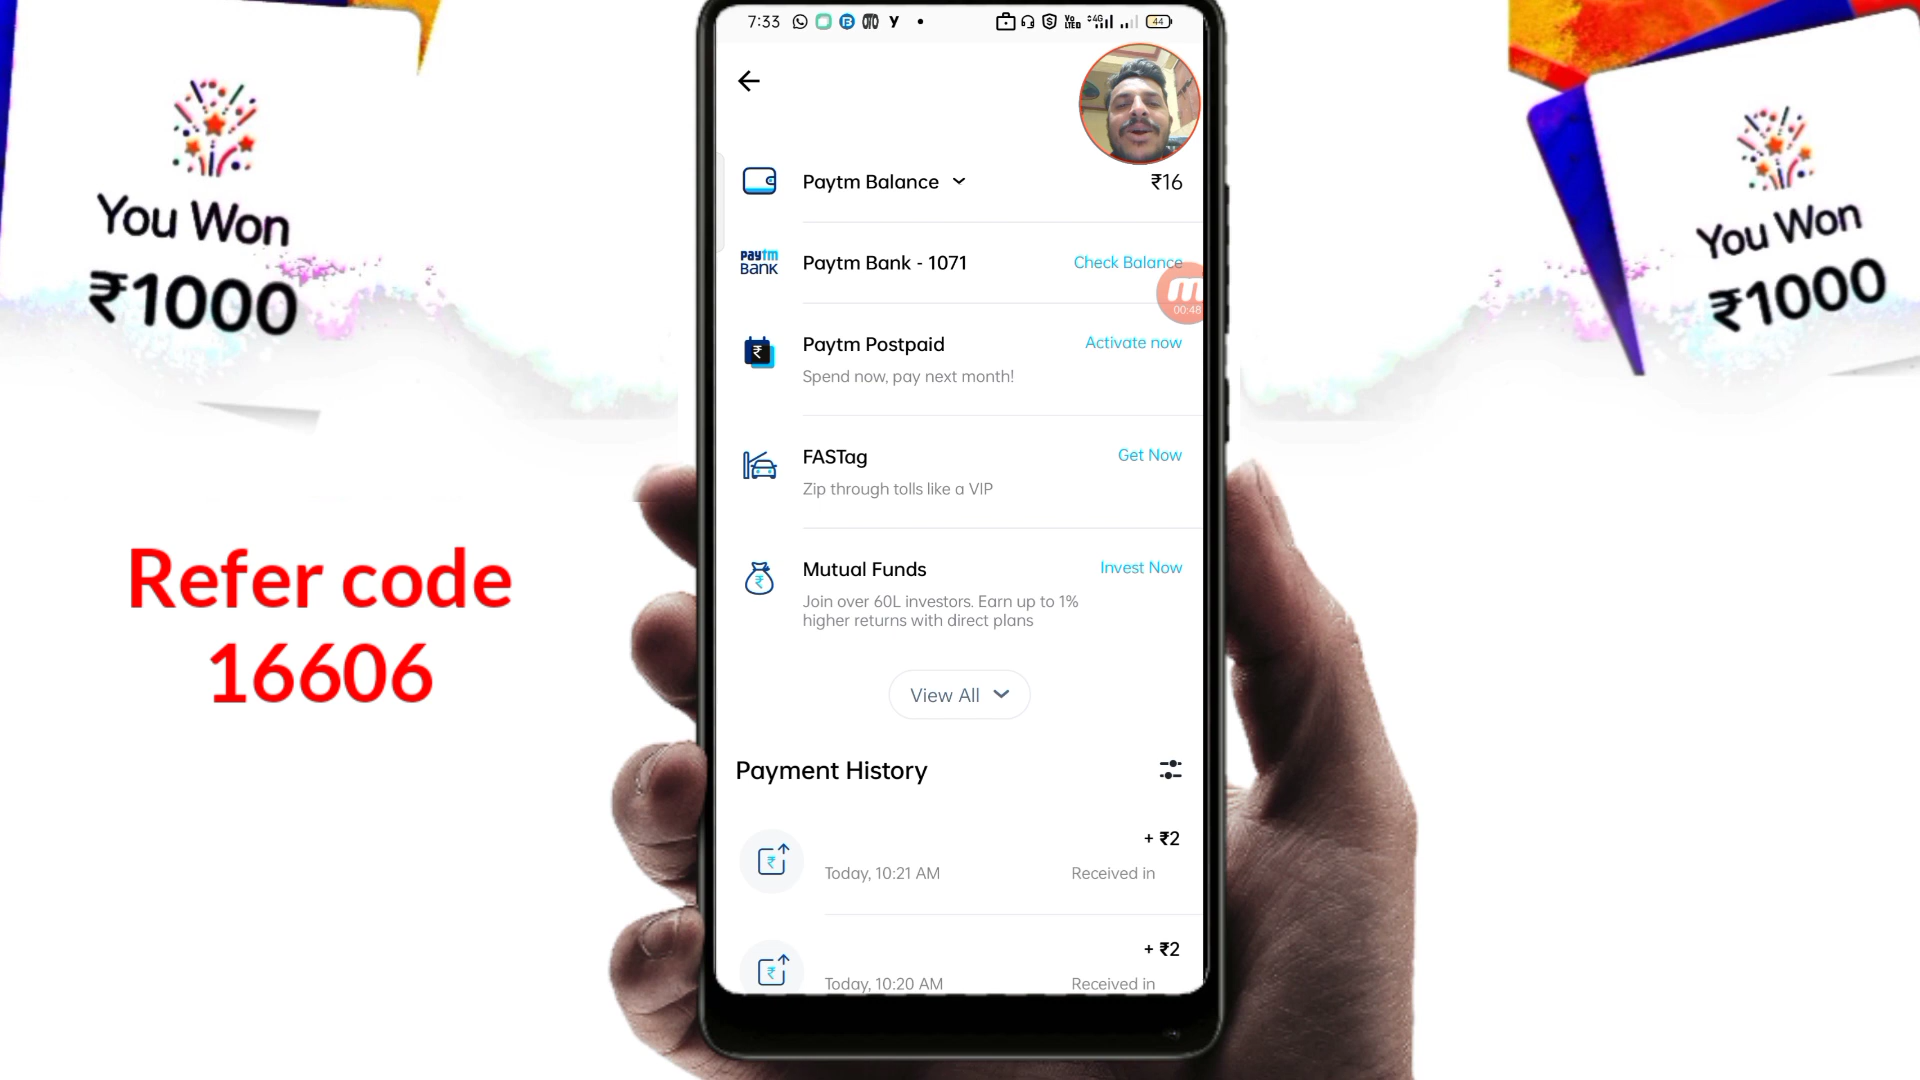 You Won
₹1000
Refer code
16606
7:33
4G
44
Paytm Balance
₹16
paytm
BANK
Paytm Bank - 1071
Check Balance
m
00:48
Paytm Postpaid
Activate now
Spend now, pay next month!
FASTag
Get Now
Zip through tolls like a VIP
Mutual Funds
Invest Now
Join over 60L investors. Earn up to 1%
higher returns with direct plans
View All
Payment History
+ ₹2
Today, 10:21 AM
Received in
+ ₹2
Today, 10:20 AM
Received in
You Won
₹1000